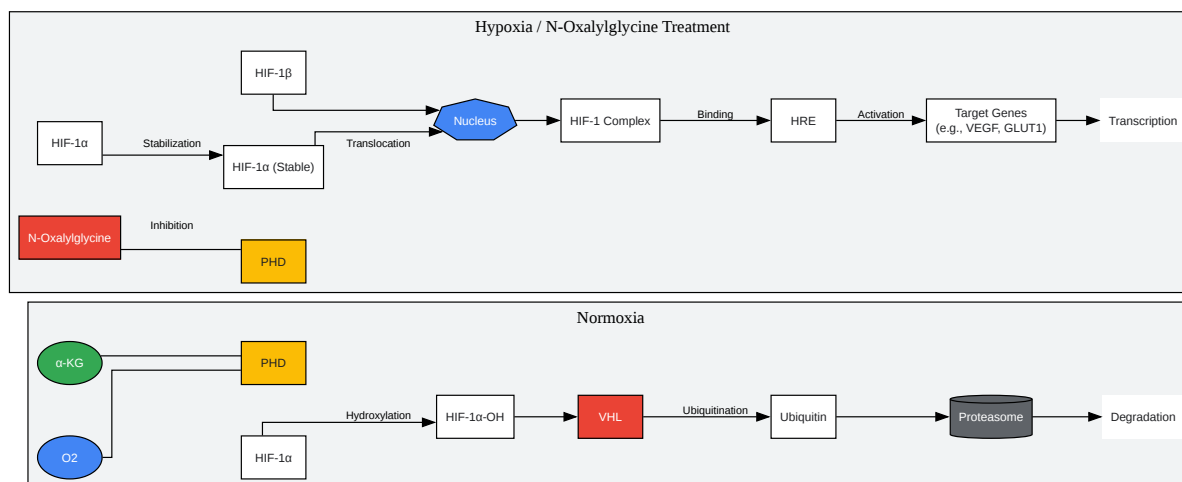 Hypoxia / N-Oxalylglycine Treatment
HIF-1β
HIF-1α
Stabilization
HIF-1α (Stable)
Translocation
Nucleus
HIF-1 Complex
Binding
HRE
Activation
Target Genes
(e.g., VEGF, GLUT1)
Transcription
N-Oxalylglycine
Inhibition
PHD
Normoxia
α-KG
PHD
O2
HIF-1α
Hydroxylation
HIF-1α-OH
VHL
Ubiquitination
Ubiquitin
Proteasome
Degradation